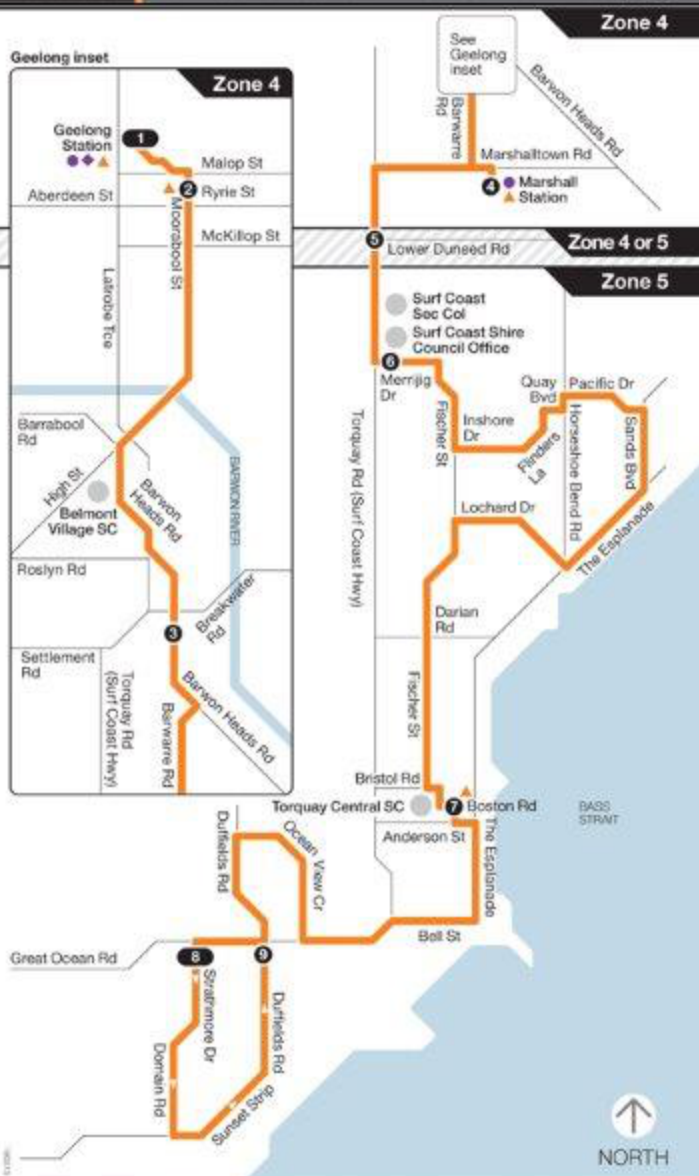 Zone 4
See
Geelong
inset
Barwon Heads Rd
Barwarre
Rd
Marshalltown Rd
4
Marshall
Station
Geelong inset
Zone 4
Geelong
Station
1
Malop St
2
Ryrie St
Aberdeen St
Moorabool St
McKillop St
Latrobe Tce
Barrabool
Rd
High St
Belmont
Village SC
Barwon
Heads Rd
BARWON RIVER
Roslyn Rd
Breakwater
Rd
3
Settlement
Rd
Torquay Rd
(Surf Coast Hwy)
Barwarre Rd
Barwon Heads Rd
5
Lower Duneed Rd
Zone 4 or 5
Zone 5
Surf Coast
Sec Col
Surf Coast Shire
Council Office
6
Merrijig
Dr
Fischer St
Inshore
Dr
Flinders
La
Quay
Bvd
Pacific Dr
Horseshoe Bend Rd
Sands Bvd
The Esplanade
Torquay Rd (Surf Coast Hwy)
Lochard Dr
Darian
Rd
Fischer St
Bristol Rd
Torquay Central SC
7
Boston Rd
BASS
STRAIT
Anderson St
The Esplanade
Bell St
Ocean View Cr
Duffields Rd
Great Ocean Rd
8
9
Strathmore Dr
Duffields Rd
Domain Rd
Sunset Strip
NORTH